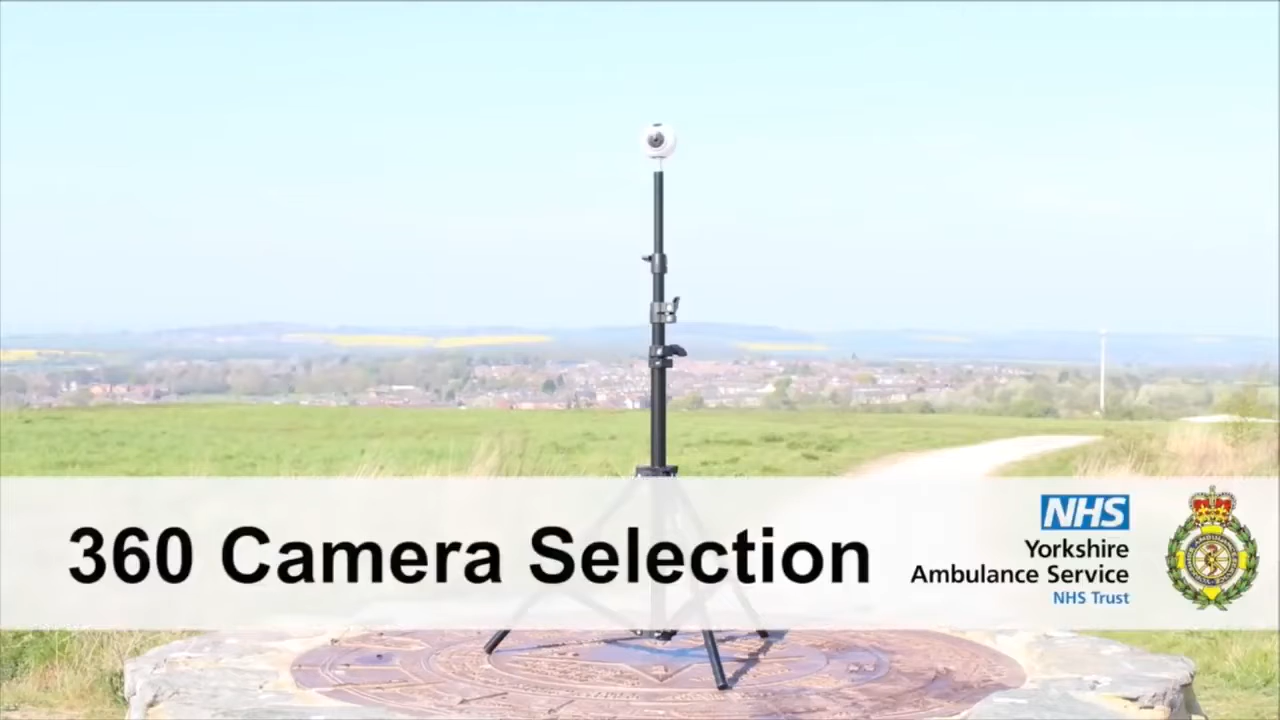 360 Camera Selection
NHS
Yorkshire
Ambulance Service
NHS Trust